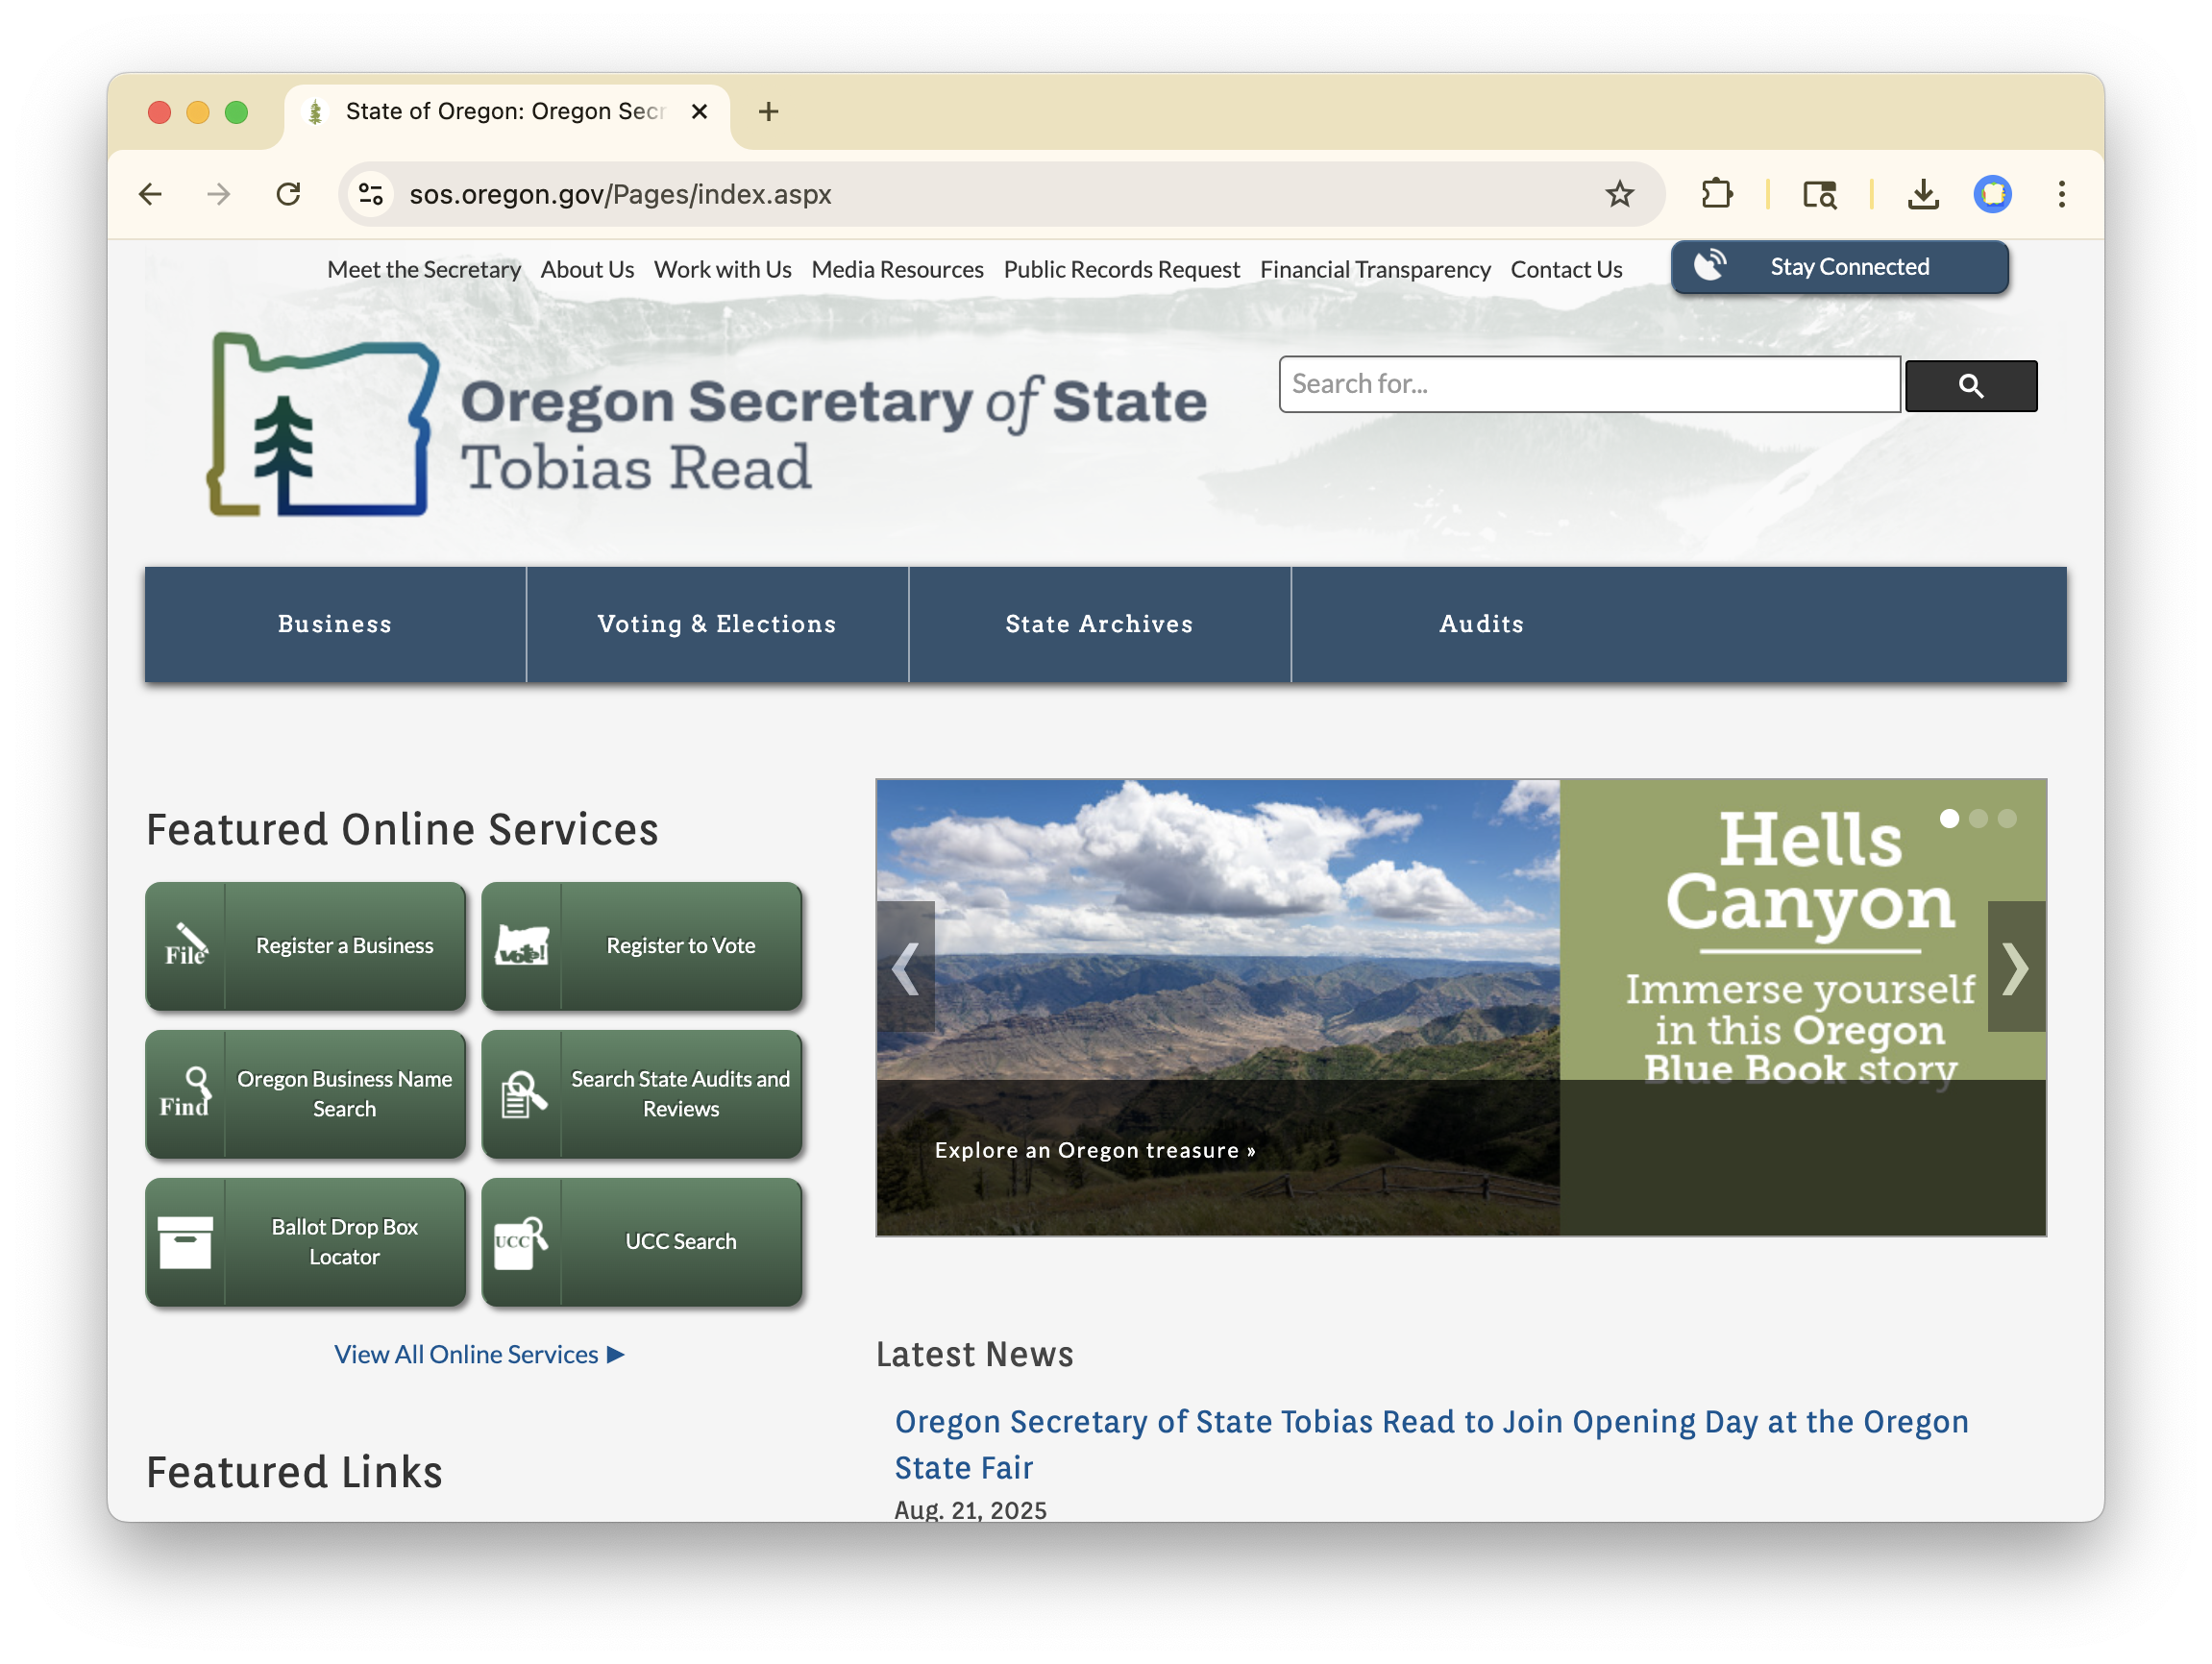 State of Oregon: Oregon Secr
sos.oregon.gov/Pages/index.aspx
Meet the Secretary About Us Work with Us Media Resources Public Records Request Financial Transparency Contact Us
Stay Connected
Oregon Secretary of State
Tobias Read
Search for...
Business
Voting & Elections
State Archives
Audits
Featured Online Services
File
Register a Business
vote!
Register to Vote
Find
Oregon Business Name
Search
Search State Audits and
Reviews
Ballot Drop Box
Locator
UCC
UCC Search
View All Online Services ►
Featured Links
Hells
Canyon
Immerse yourself
in this Oregon
Blue Book story
Explore an Oregon treasure »
Latest News
Oregon Secretary of State Tobias Read to Join Opening Day at the Oregon
State Fair
Aug. 21, 2025